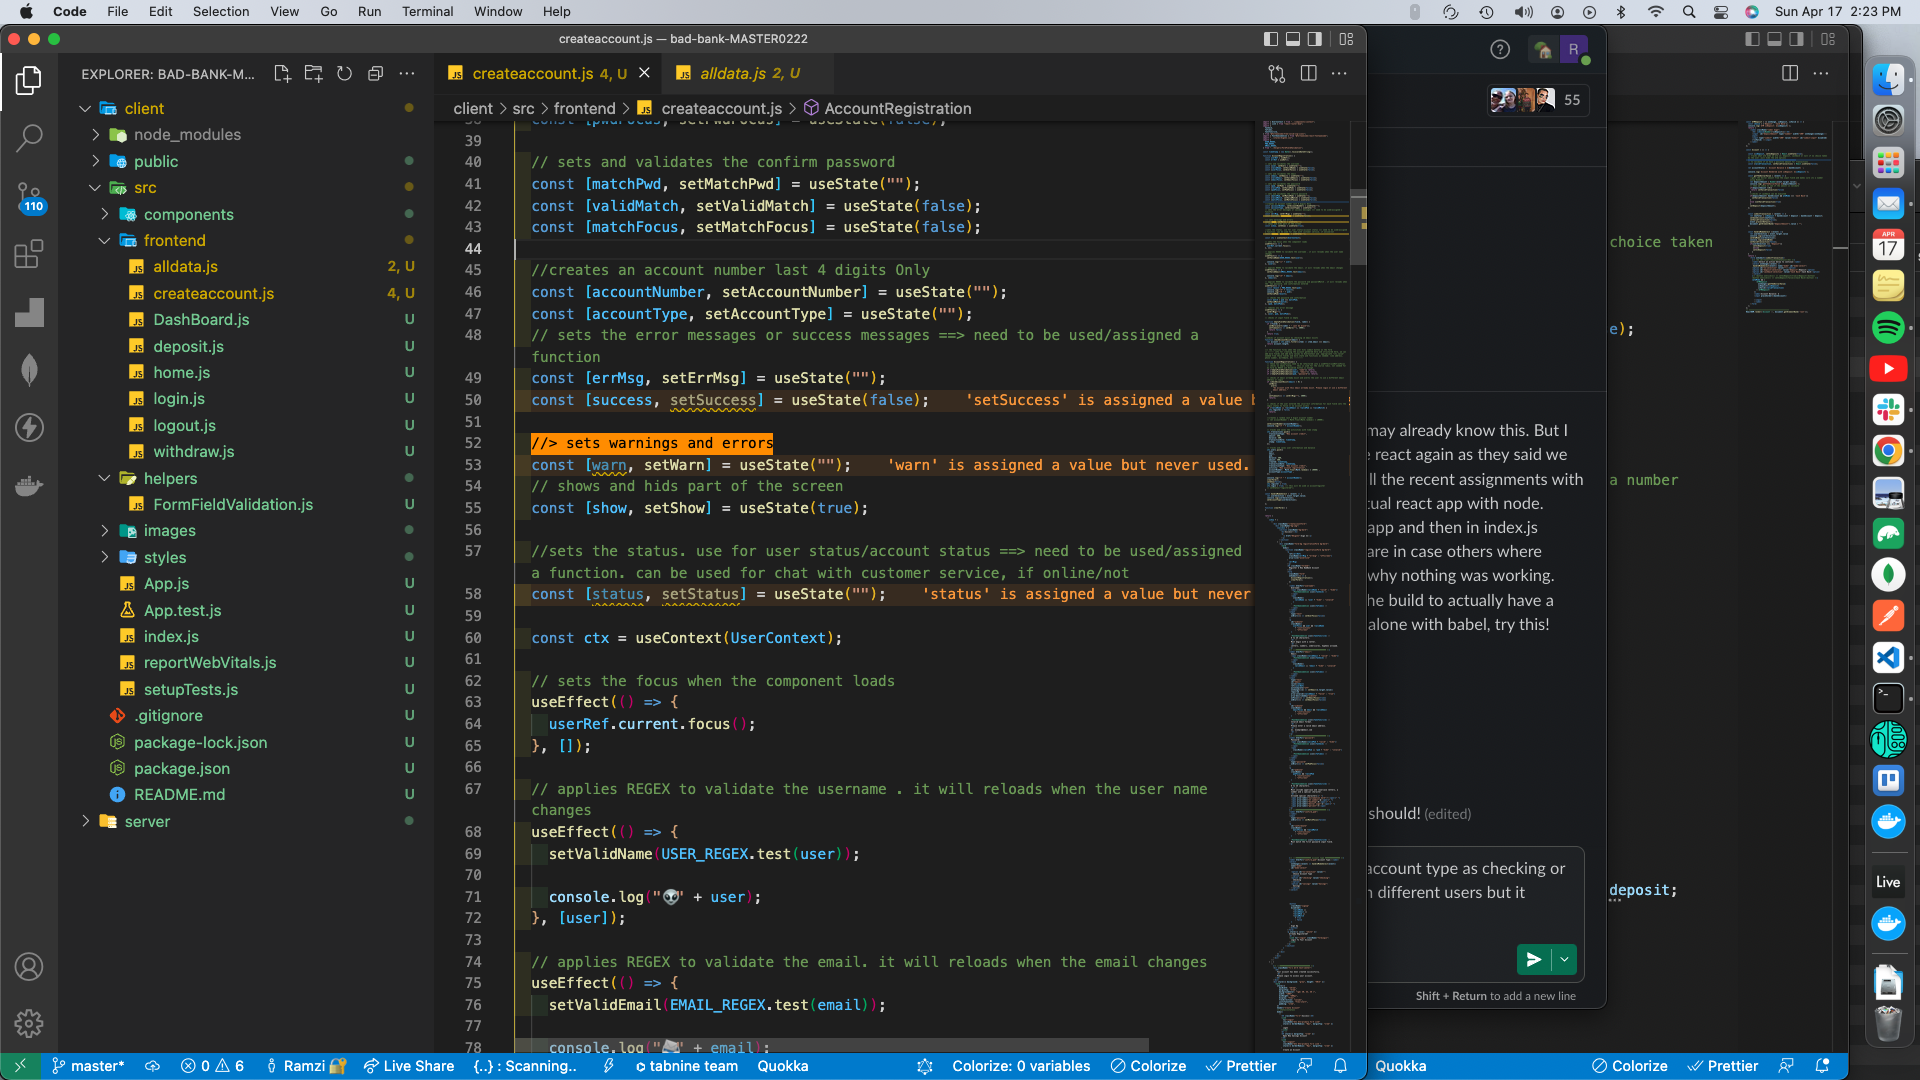 Code File Edit Selection View Go Run Terminal Window Help
Sun Apr 17 2:23 PM
createaccount.js — bad-bank-MASTER0222
EXPLORER: BAD-BANK-M...
createaccount.js 4, U
alldata.js 2, U
client > src > frontend > createaccount.js > AccountRegistration
client
node_modules
public
src
components
frontend
alldata.js 2, U
createaccount.js 4, U
DashBoard.js U
deposit.js U
home.js U
login.js U
logout.js U
withdraw.js U
helpers
FormFieldValidation.js U
images
styles
App.js U
App.test.js U
index.js U
reportWebVitals.js U
setupTests.js U
.gitignore U
package-lock.json U
package.json U
README.md U
server
110
39
40 // sets and validates the confirm password
41 const [matchPwd, setMatchPwd] = useState("");
42 const [validMatch, setValidMatch] = useState(false);
43 const [matchFocus, setMatchFocus] = useState(false);
44
45 //creates an account number last 4 digits Only
46 const [accountNumber, setAccountNumber] = useState("");
47 const [accountType, setAccountType] = useState("");
48 // sets the error messages or success messages ==> need to be used/assigned a
function
49 const [errMsg, setErrMsg] = useState("");
50 const [success, setSuccess] = useState(false); 'setSuccess' is assigned a value
51
52 //> sets warnings and errors
53 const [warn, setWarn] = useState(""); 'warn' is assigned a value but never used.
54 // shows and hids part of the screen
55 const [show, setShow] = useState(true);
56
57 //sets the status. use for user status/account status ==> need to be used/assigned
a function. can be used for chat with customer service, if online/not
58 const [status, setStatus] = useState(""); 'status' is assigned a value but never
59
60 const ctx = useContext(UserContext);
61
62 // sets the focus when the component loads
63 useEffect(() => {
64 userRef.current.focus();
65 }, []);
66
67 // applies REGEX to validate the username . it will reloads when the user name
changes
68 useEffect(() => {
69 setValidName(USER_REGEX.test(user));
70
71 console.log("👽" + user);
72 }, [user]);
73
74 // applies REGEX to validate the email. it will reloads when the email changes
75 useEffect(() => {
76 setValidEmail(EMAIL_REGEX.test(email));
77
78 console.log(" " + email);
R
55
choice taken
e);
may already know this. But I
react again as they said we
ll the recent assignments with
tual react app with node.
app and then in index.js
are in case others where
why nothing was working.
he build to actually have a
alone with babel, try this!
a number
should! (edited)
account type as checking or
different users but it
deposit;
Shift + Return to add a new line
APR
17
Live
master* 0 6 Ramzi Live Share {..} : Scanning.. tabnine team Quokka Colorize: 0 variables Colorize Prettier
Quokka Colorize Prettier